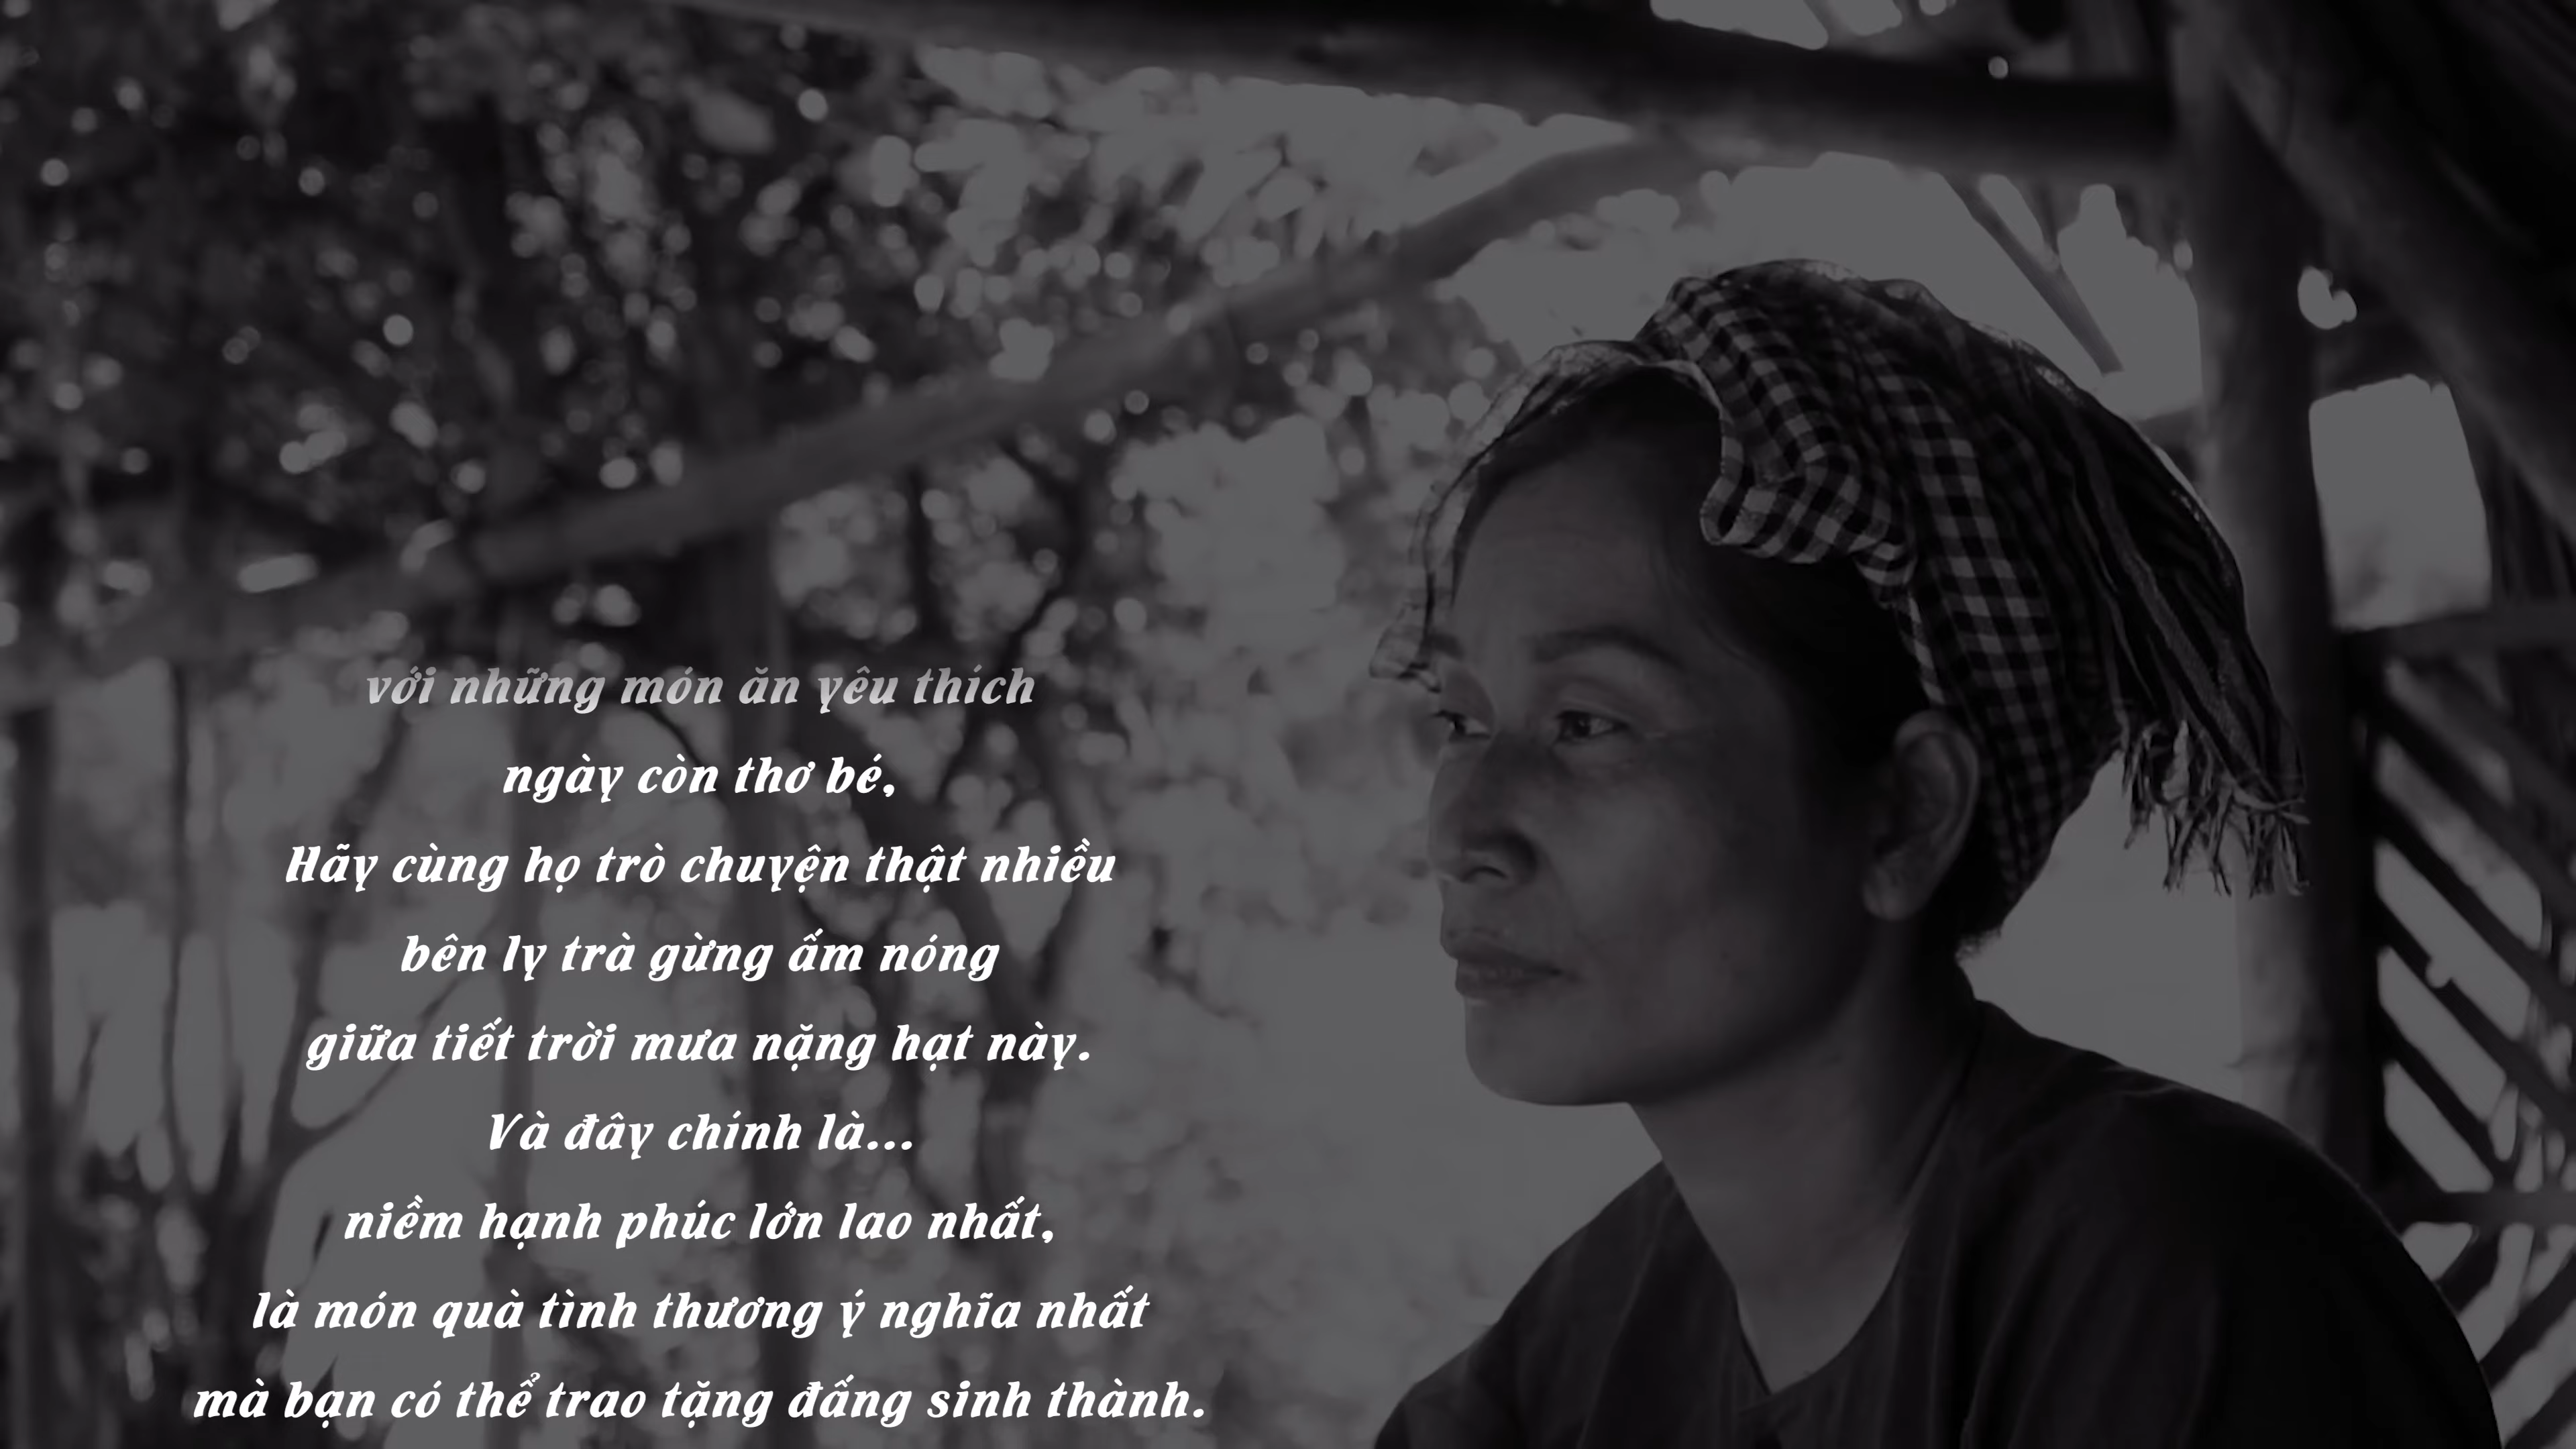 với những món ăn yêu thích
ngày còn thơ bé,
Hãy cùng họ trò chuyện thật nhiều
bên ly trà gừng ấm nóng
giữa tiết trời mưa nặng hạt này.
Và đây chính là...
niềm hạnh phúc lớn lao nhất,
là món quà tình thương ý nghĩa nhất
mà bạn có thể trao tặng đấng sinh thành.